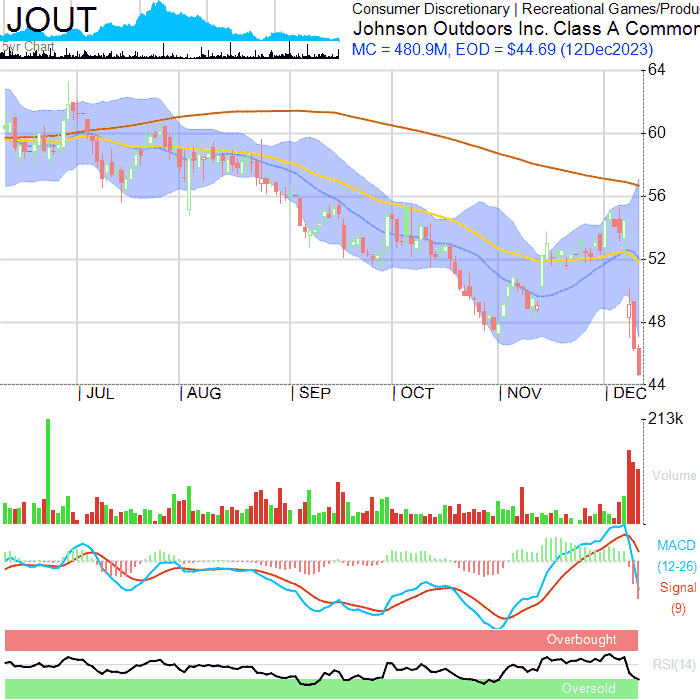 JOUT
5yr Chart
Consumer Discretionary | Recreational Games/Produ
Johnson Outdoors Inc. Class A Common
MC = 480.9M, EOD = $44.69 (12Dec2023)
64
60
56
52
48
44
JUL
AUG
SEP
OCT
NOV
DEC
213k
Volume
MACD
(12-26)
Signal
(9)
Overbought
RSI(14)
Oversold